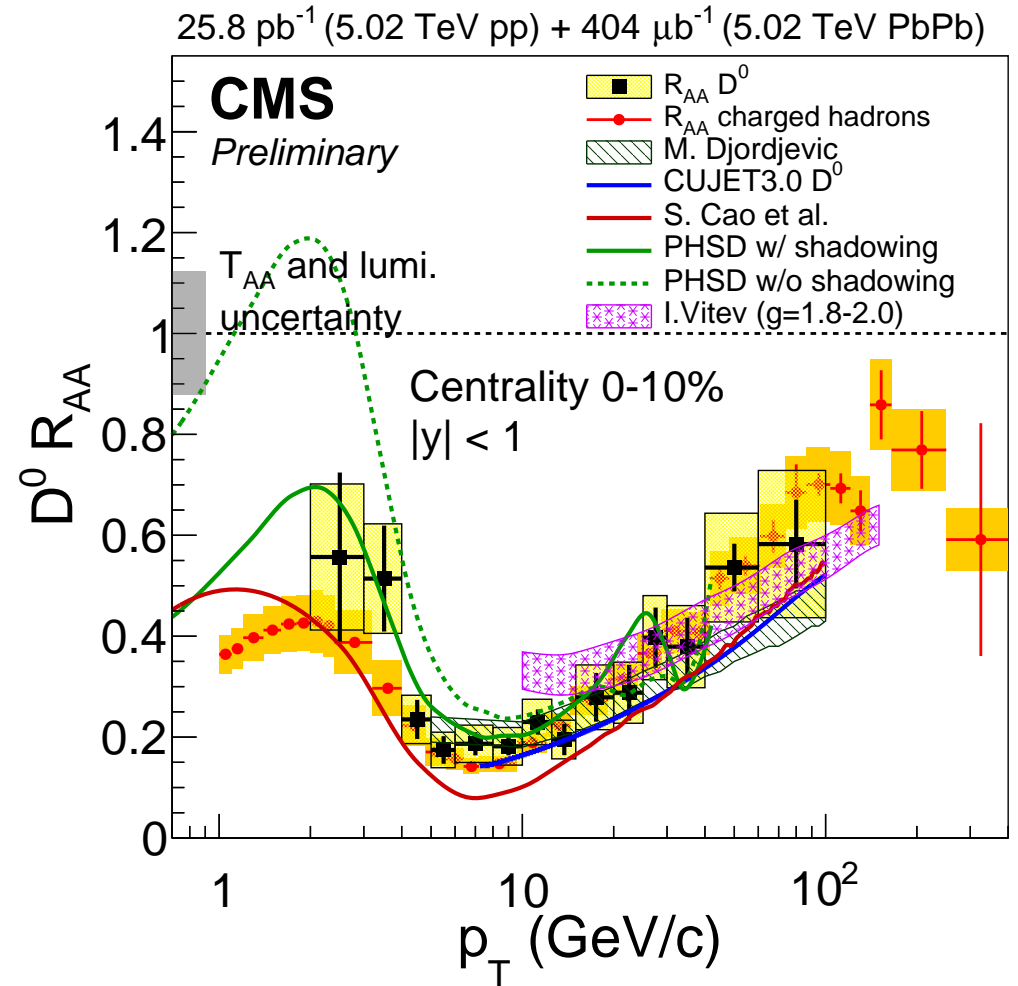 25.8 pb⁻¹ (5.02 TeV pp) + 404 μb⁻¹ (5.02 TeV PbPb)
CMS
Preliminary
R_AA D⁰
R_AA charged hadrons
M. Djordjevic
CUJET3.0 D⁰
S. Cao et al.
PHSD w/ shadowing
PHSD w/o shadowing
I.Vitev (g=1.8-2.0)
T_AA and lumi.
uncertainty
Centrality 0-10%
|y| < 1
D⁰ R_AA
1.4
1.2
1
0.8
0.6
0.4
0.2
0
1
10
10²
p_T (GeV/c)